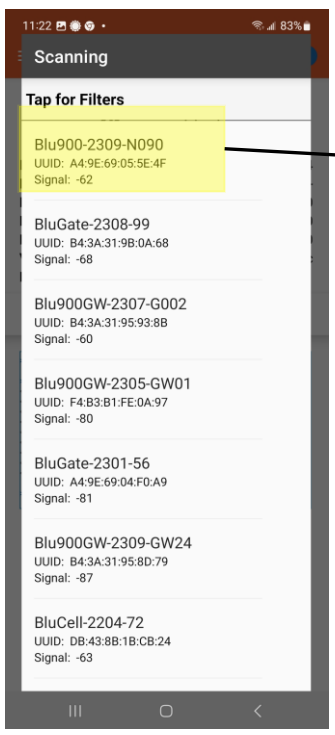 11:22
83%
Scanning
Tap for Filters
Blu900-2309-N090
UUID: A4:9E:69:05:5E:4F
Signal: -62
BluGate-2308-99
UUID: B4:3A:31:9B:0A:68
Signal: -68
Blu900GW-2307-G002
UUID: B4:3A:31:95:93:8B
Signal: -60
Blu900GW-2305-GW01
UUID: F4:B3:B1:FE:0A:97
Signal: -80
BluGate-2301-56
UUID: A4:9E:69:04:F0:A9
Signal: -81
Blu900GW-2309-GW24
UUID: B4:3A:31:95:8D:79
Signal: -87
BluCell-2204-72
UUID: DB:43:8B:1B:CB:24
Signal: -63